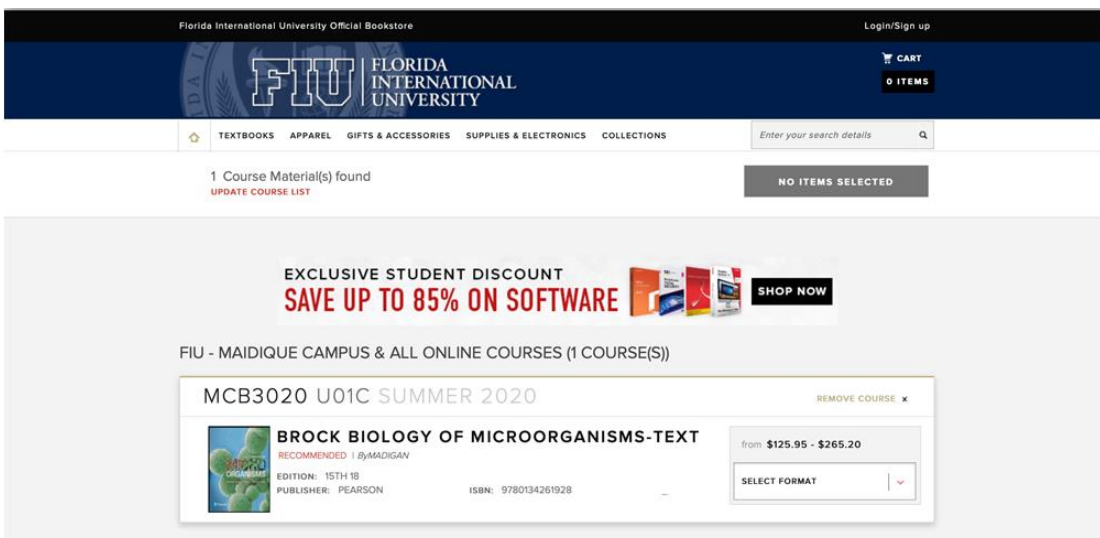 Florida International University Official Bookstore
Login/Sign up
FIU
FLORIDA
INTERNATIONAL
UNIVERSITY
CART
0 ITEMS
TEXTBOOKS APPAREL GIFTS & ACCESSORIES SUPPLIES & ELECTRONICS COLLECTIONS
Enter your search details
1 Course Material(s) found
UPDATE COURSE LIST
NO ITEMS SELECTED
EXCLUSIVE STUDENT DISCOUNT
SAVE UP TO 85% ON SOFTWARE
SHOP NOW
FIU - MAIDIQUE CAMPUS & ALL ONLINE COURSES (1 COURSE(S))
MCB3020 U01C SUMMER 2020
REMOVE COURSE x
BROCK BIOLOGY OF MICROORGANISMS-TEXT
RECOMMENDED | ByMADIGAN
EDITION: 15TH 18
PUBLISHER: PEARSON
ISBN: 9780134261928
from $125.95 - $265.20
SELECT FORMAT